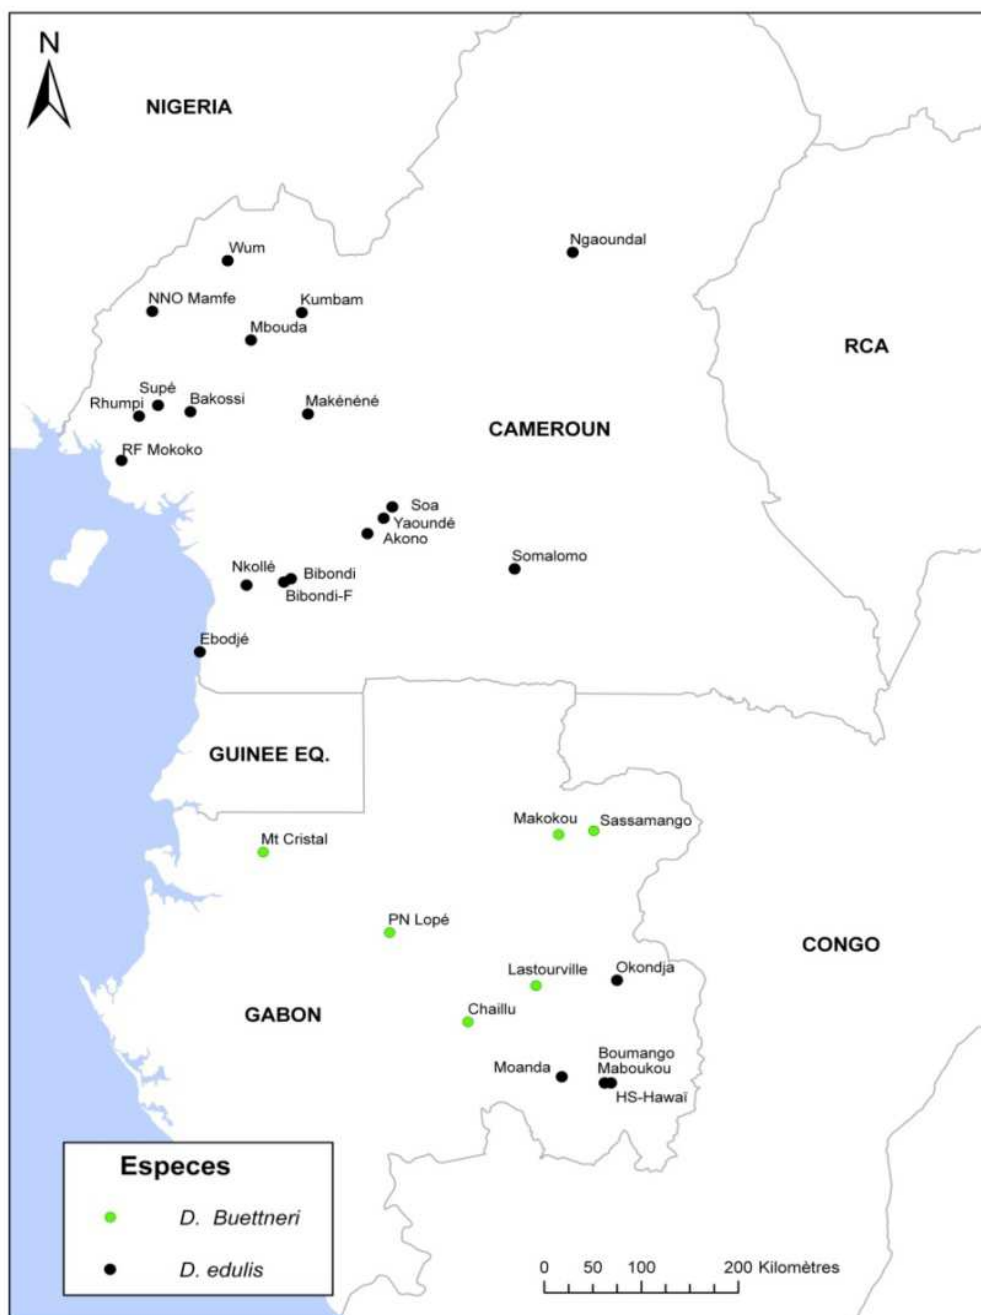 N
NIGERIA
Wum
Ngaoundal
NNO Mamfe
Kumbam
Mbouda
RCA
Supé
Rhumpi
Bakossi
Makénéné
CAMEROUN
RF Mokoko
Soa
Yaoundé
Akono
Somalomo
Nkollè
Bibondi
Bibondi-F
Ebodjé
GUINEE EQ.
Makokou
Sassamango
Mt Cristal
PN Lopé
CONGO
Lastourville
Okondja
Chaillu
GABON
Boumango
Moanda
Maboukou
HS-Hawaï
Especes
D. Buettneri
D. edulis
0 50 100 200 Kilomètres